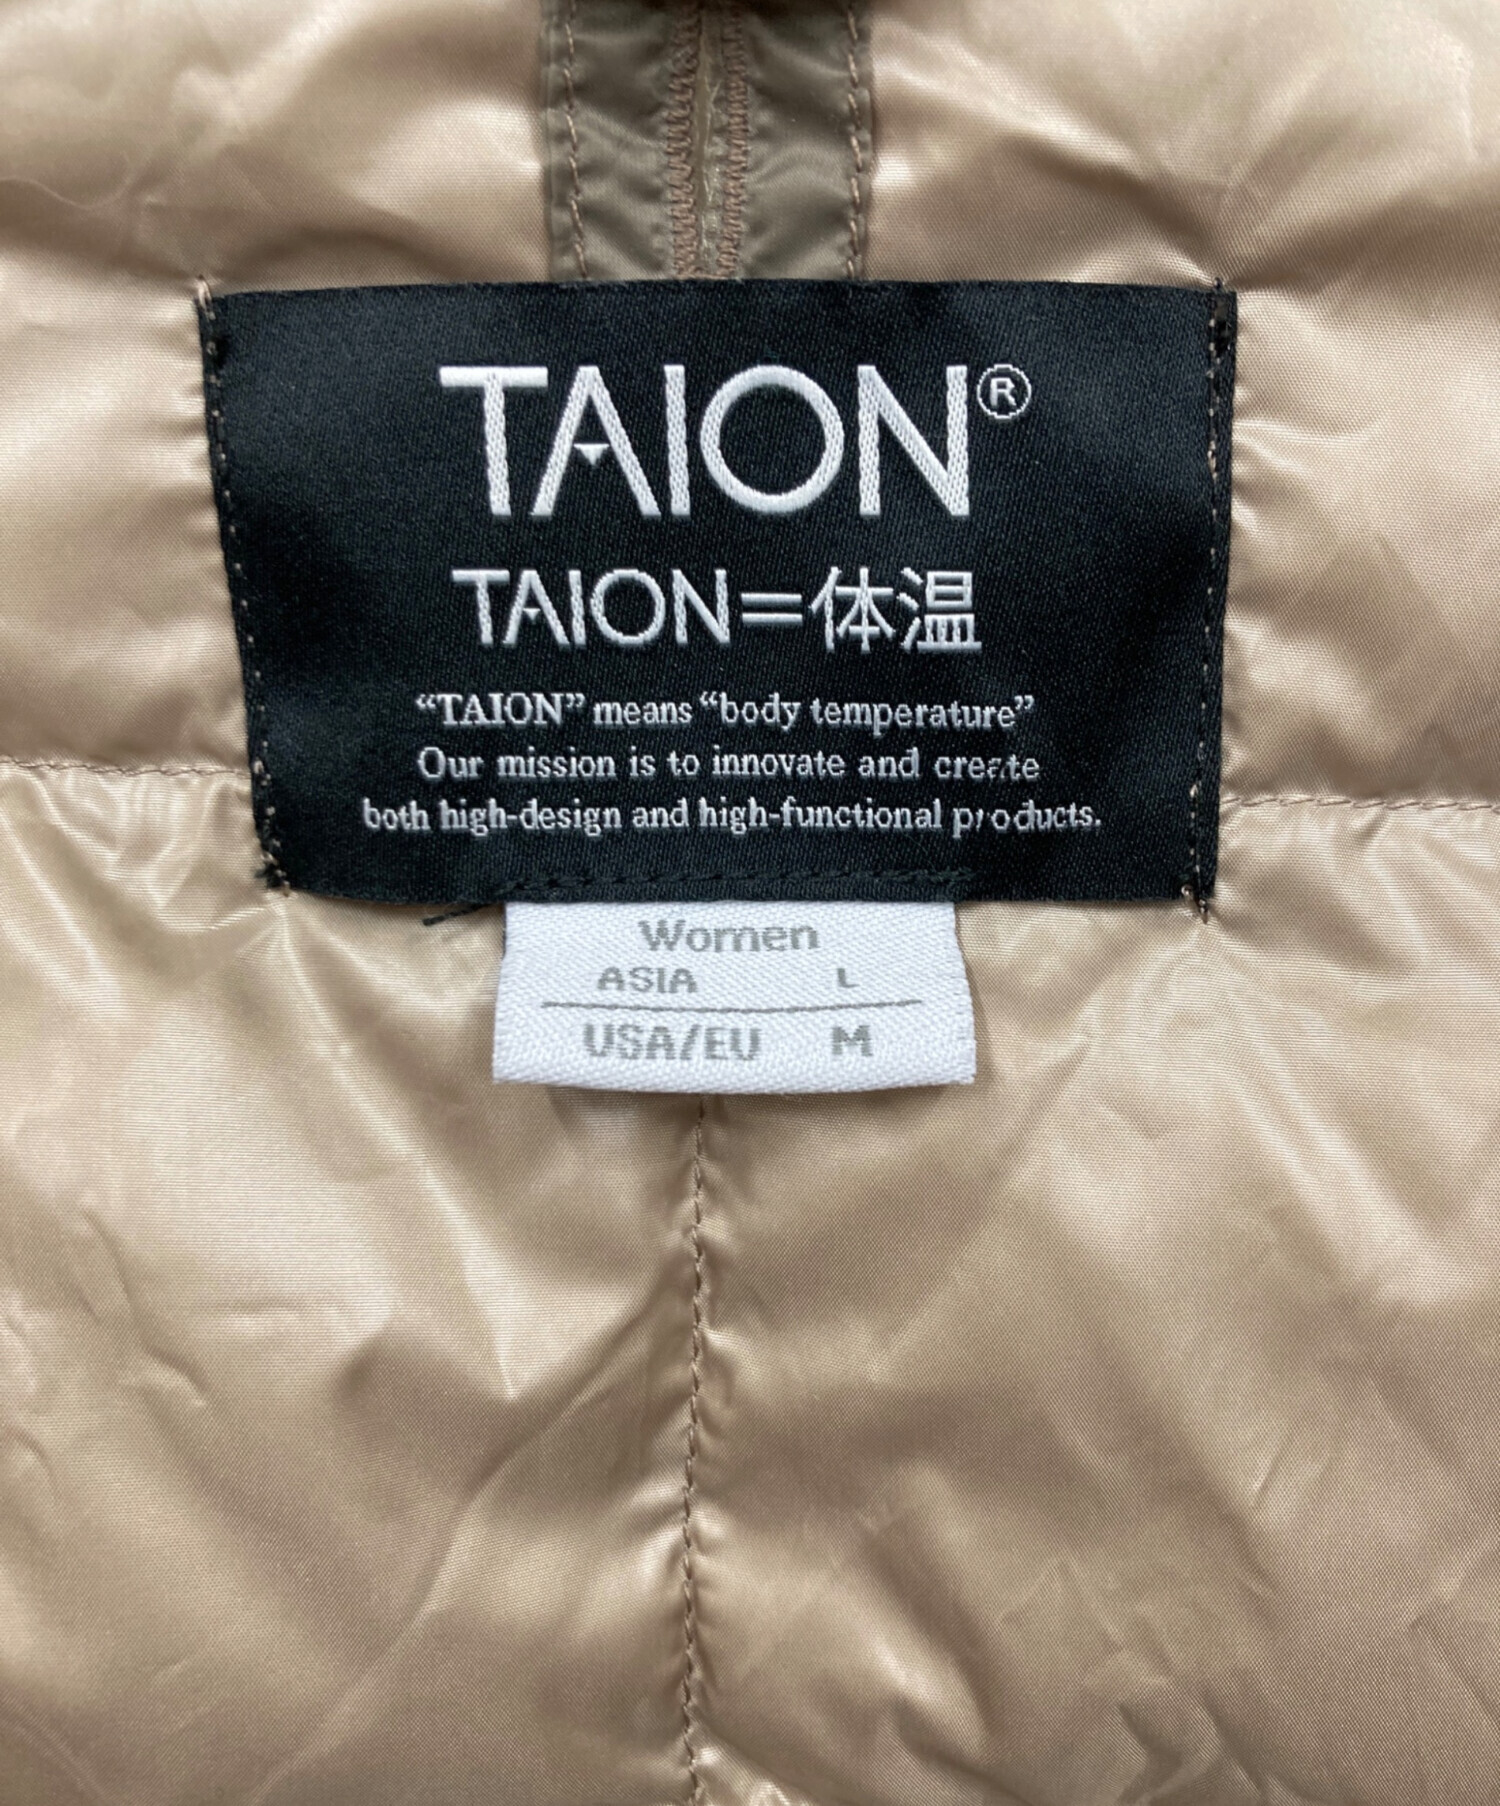 TAION®
TAION=体温
“TAION” means “body temperature”
Our mission is to innovate and create
both high-design and high-functional products.
Women
ASIA L
USA/EU M